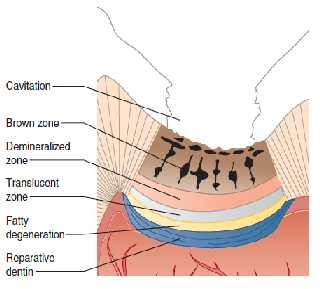 Cavitation
Brown zone
Demineralized
zone
Translucent
zone
Fatty
degeneration
Reparative
dentin